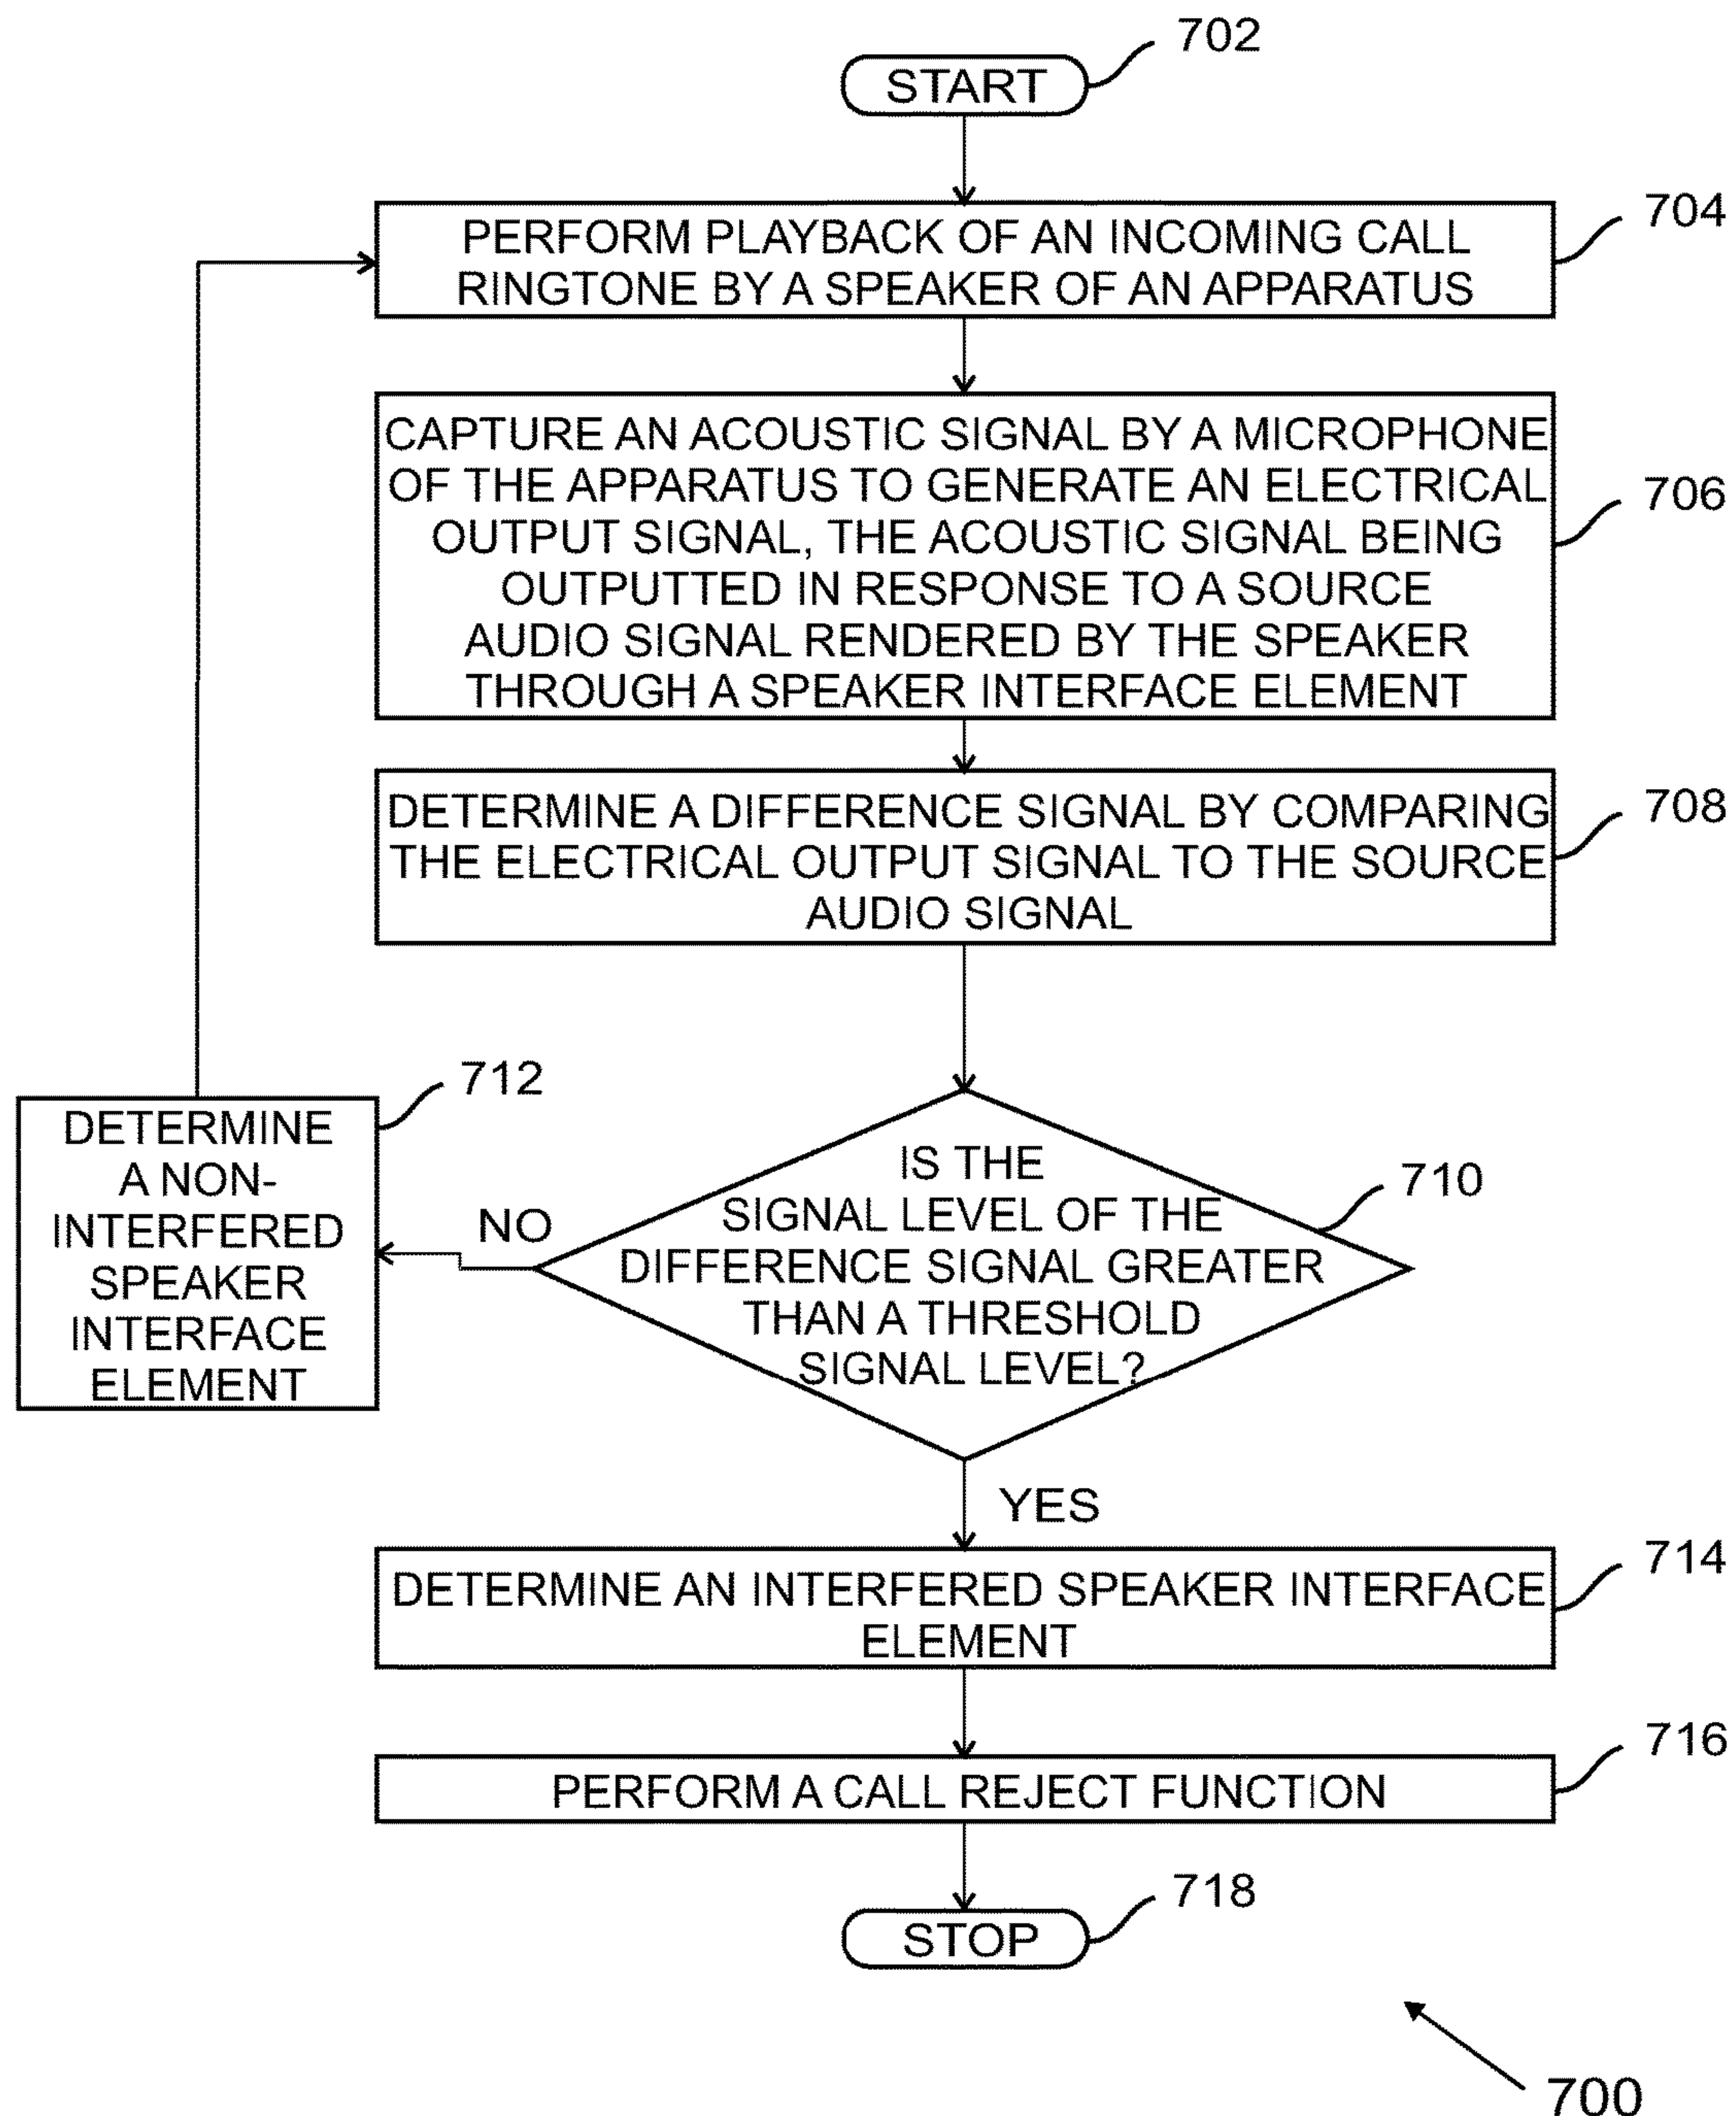 702
START
704
PERFORM PLAYBACK OF AN INCOMING CALL
RINGTONE BY A SPEAKER OF AN APPARATUS
CAPTURE AN ACOUSTIC SIGNAL BY A MICROPHONE
OF THE APPARATUS TO GENERATE AN ELECTRICAL
OUTPUT SIGNAL, THE ACOUSTIC SIGNAL BEING
OUTPUTTED IN RESPONSE TO A SOURCE
AUDIO SIGNAL RENDERED BY THE SPEAKER
THROUGH A SPEAKER INTERFACE ELEMENT
706
DETERMINE A DIFFERENCE SIGNAL BY COMPARING
THE ELECTRICAL OUTPUT SIGNAL TO THE SOURCE
AUDIO SIGNAL
708
712
DETERMINE
A NON-
INTERFERED
SPEAKER
INTERFACE
ELEMENT
NO
IS THE
SIGNAL LEVEL OF THE
DIFFERENCE SIGNAL GREATER
THAN A THRESHOLD
SIGNAL LEVEL?
710
YES
714
DETERMINE AN INTERFERED SPEAKER INTERFACE
ELEMENT
716
PERFORM A CALL REJECT FUNCTION
718
STOP
700